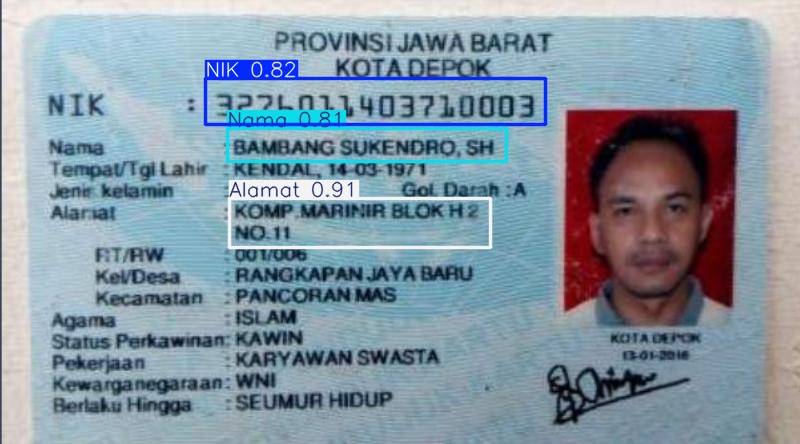 PROVINSI JAWA BARAT
KOTA DEPOK
NIK 0.82
NIK : 3276011403710003
Nama 0.81
Nama : BAMBANG SUKENDRO, SH
Tempat/Tgl Lahir : KENDAL, 14-03-1971
Jenis kelamin Alamat 0.91 Gol. Darah : A
Alamat : KOMP.MARINIR BLOK H 2
NO.11
RT/RW : 001/006
Kel/Desa : RANGKAPAN JAYA BARU
Kecamatan : PANCORAN MAS
Agama : ISLAM
Status Perkawinan: KAWIN
Pekerjaan : KARYAWAN SWASTA
Kewarganegaraan: WNI
Berlaku Hingga : SEUMUR HIDUP
KOTA DEPOK
13-01-2016